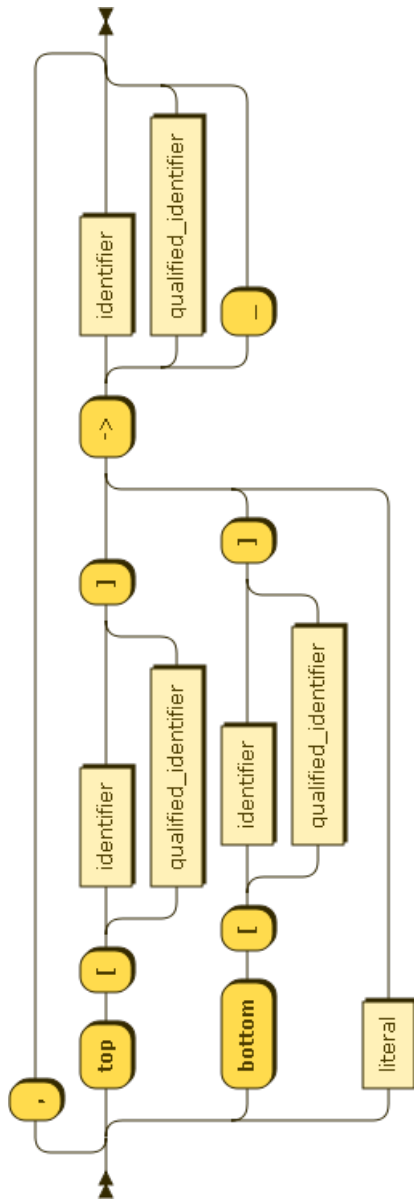 ,
top
[
identifier
qualified_identifier
]
bottom
[
identifier
qualified_identifier
]
literal
->
identifier
qualified_identifier
_